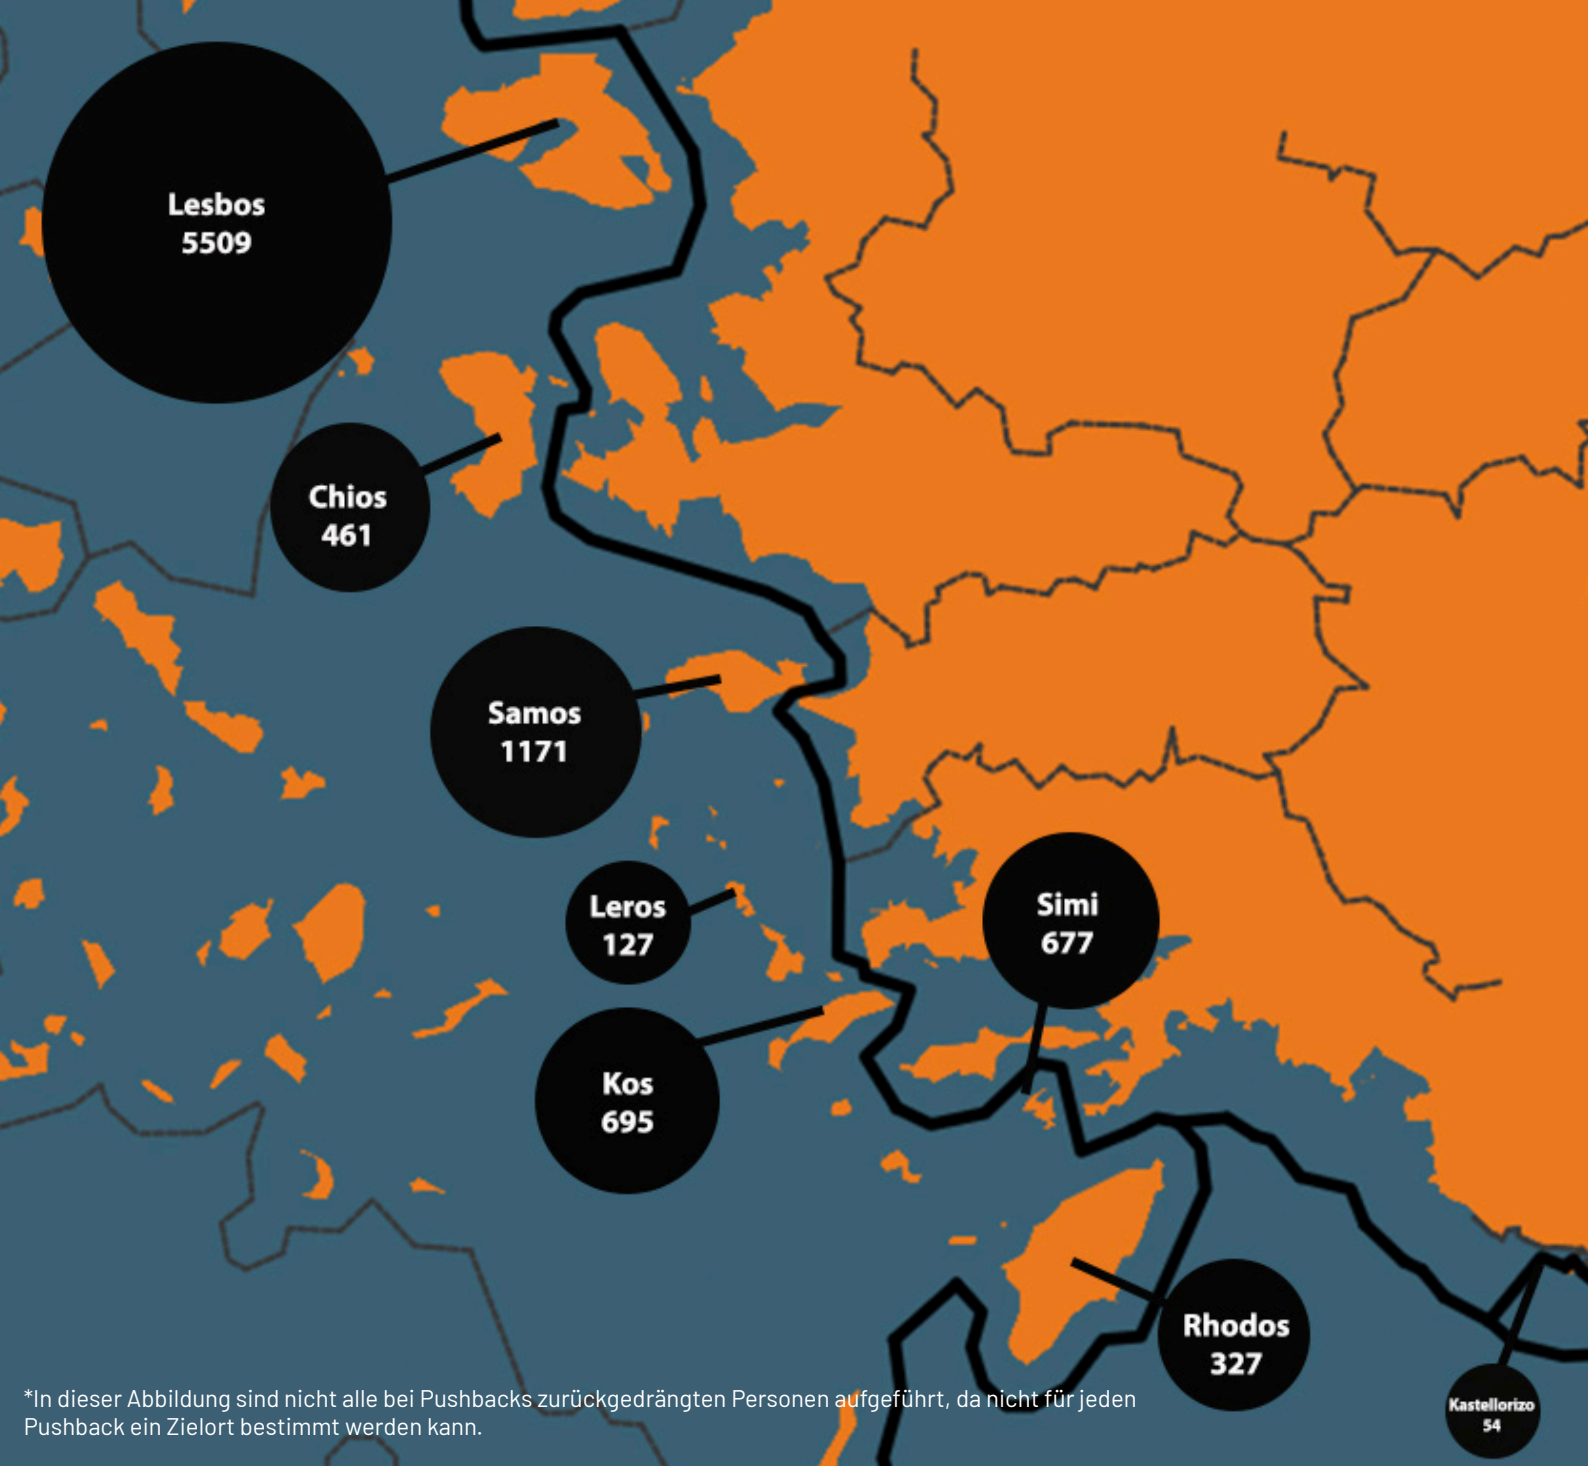 Lesbos
5509
Chios
461
Samos
1171
Leros
127
Simi
677
Kos
695
Rhodos
327
Kastellorizo
54
*In dieser Abbildung sind nicht alle bei Pushbacks zurückgedrängten Personen aufgeführt, da nicht für jeden
Pushback ein Zielort bestimmt werden kann.